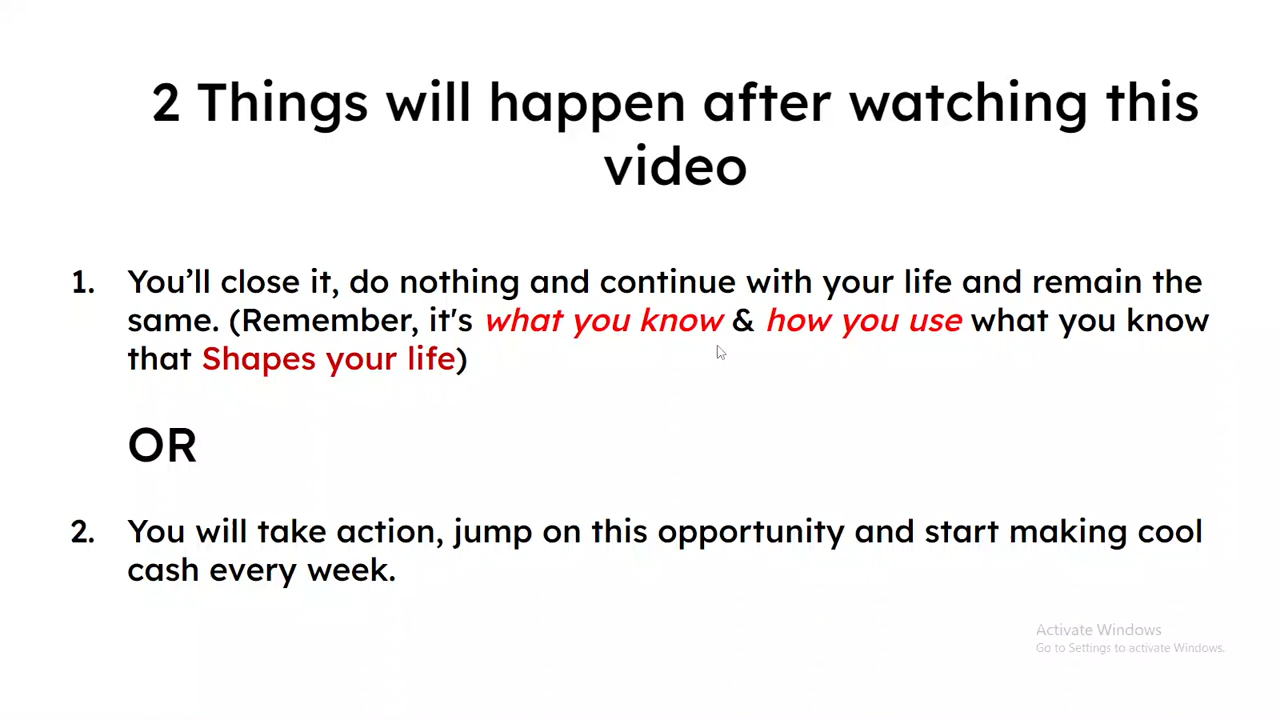 2 Things will happen after watching this
video
1. You’ll close it, do nothing and continue with your life and remain the
same. (Remember, it's what you know & how you use what you know
that Shapes your life)
OR
2. You will take action, jump on this opportunity and start making cool
cash every week.
Activate Windows
Go to Settings to activate Windows.